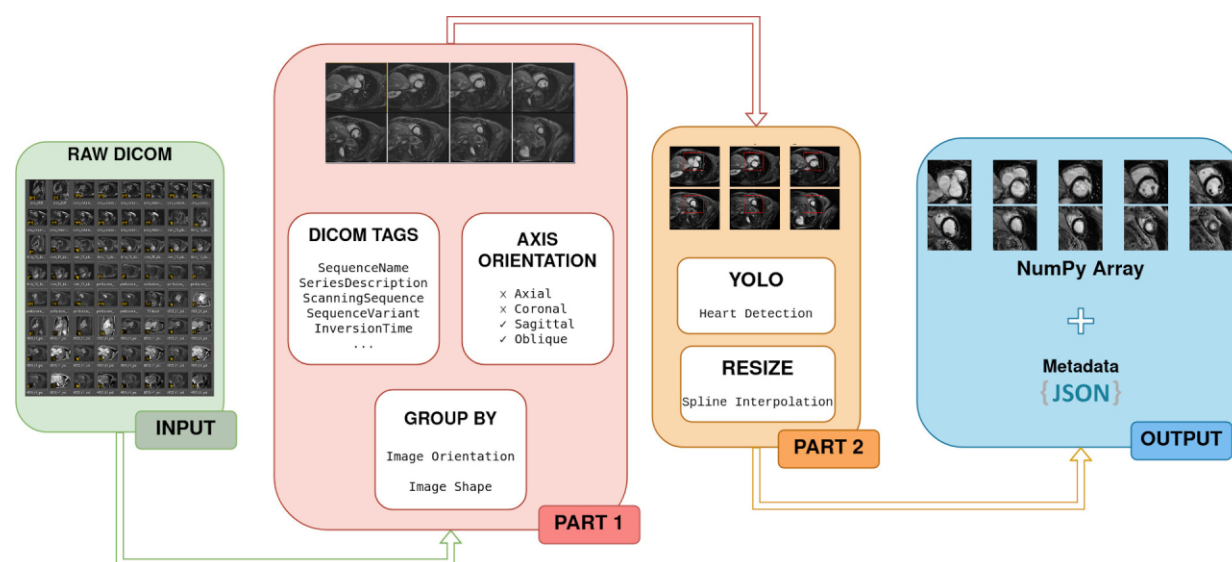 RAW DICOM
INPUT
DICOM TAGS
SequenceName
SeriesDescription
ScanningSequence
SequenceVariant
InversionTime
...
AXIS
ORIENTATION
× Axial
× Coronal
✓ Sagittal
✓ Oblique
GROUP BY
Image Orientation
Image Shape
PART 1
YOLO
Heart Detection
RESIZE
Spline Interpolation
PART 2
NumPy Array
+
Metadata
{JSON}
OUTPUT